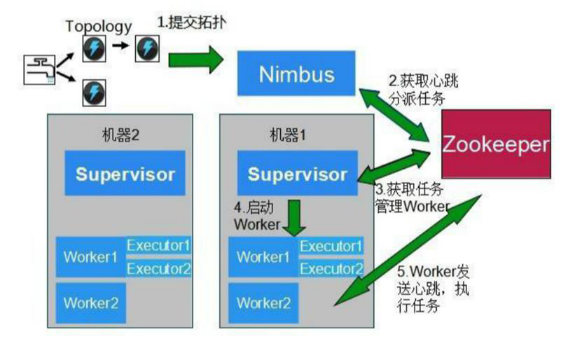 Topology
1.提交拓扑
Nimbus
2.获取心跳
分派任务
Zookeeper
机器2
Supervisor
Worker1
Executor1
Executor2
Worker2
机器1
Supervisor
3.获取任务
管理Worker
4.启动
Worker
Worker1
Executor1
Executor2
Worker2
5.Worker发
送心跳，执
行任务